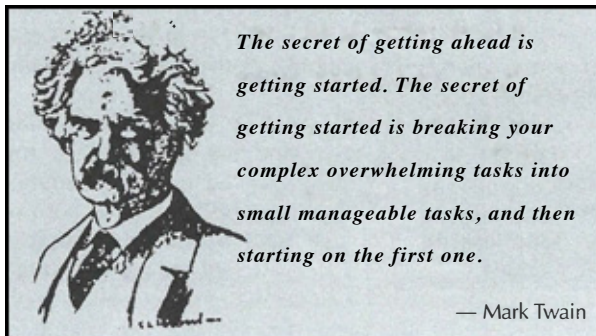 The secret of getting ahead is
getting started. The secret of
getting started is breaking your
complex overwhelming tasks into
small manageable tasks, and then
starting on the first one.
— Mark Twain